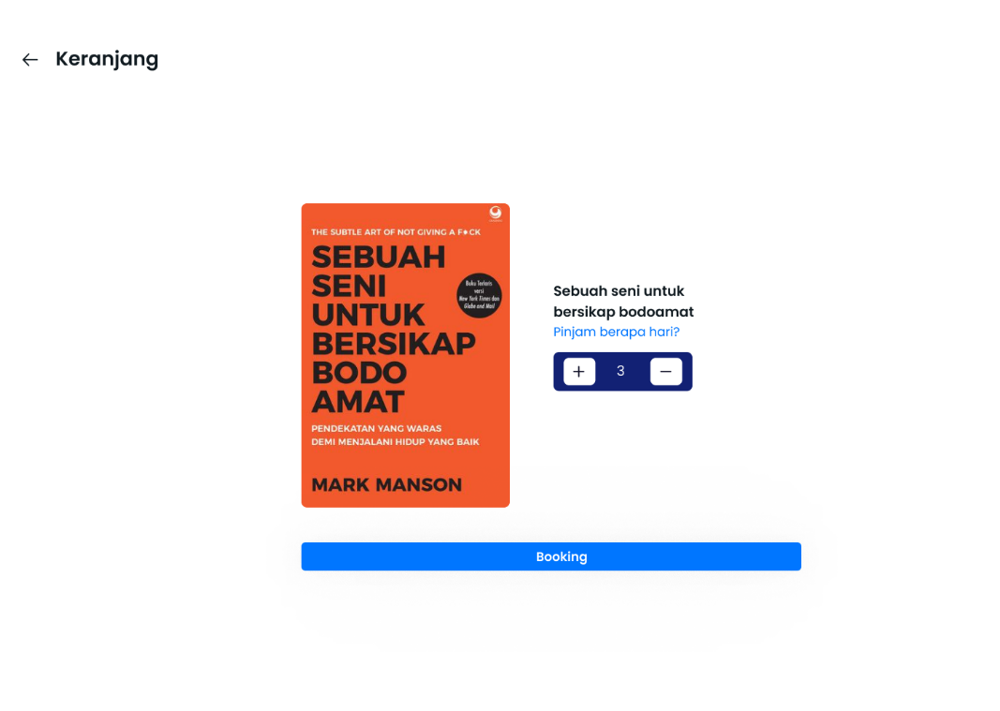 Keranjang
THE SUBTLE ART OF NOT GIVING A F*CK
SEBUAH
SENI
UNTUK
BERSIKAP
BODO
AMAT
Buku Terlaris
versi
New York Times dan
Globe and Mail
PENDEKATAN YANG WARAS
DEMI MENJALANI HIDUP YANG BAIK
MARK MANSON
Sebuah seni untuk
bersikap bodoamat
Pinjam berapa hari?
+ 3 −
Booking